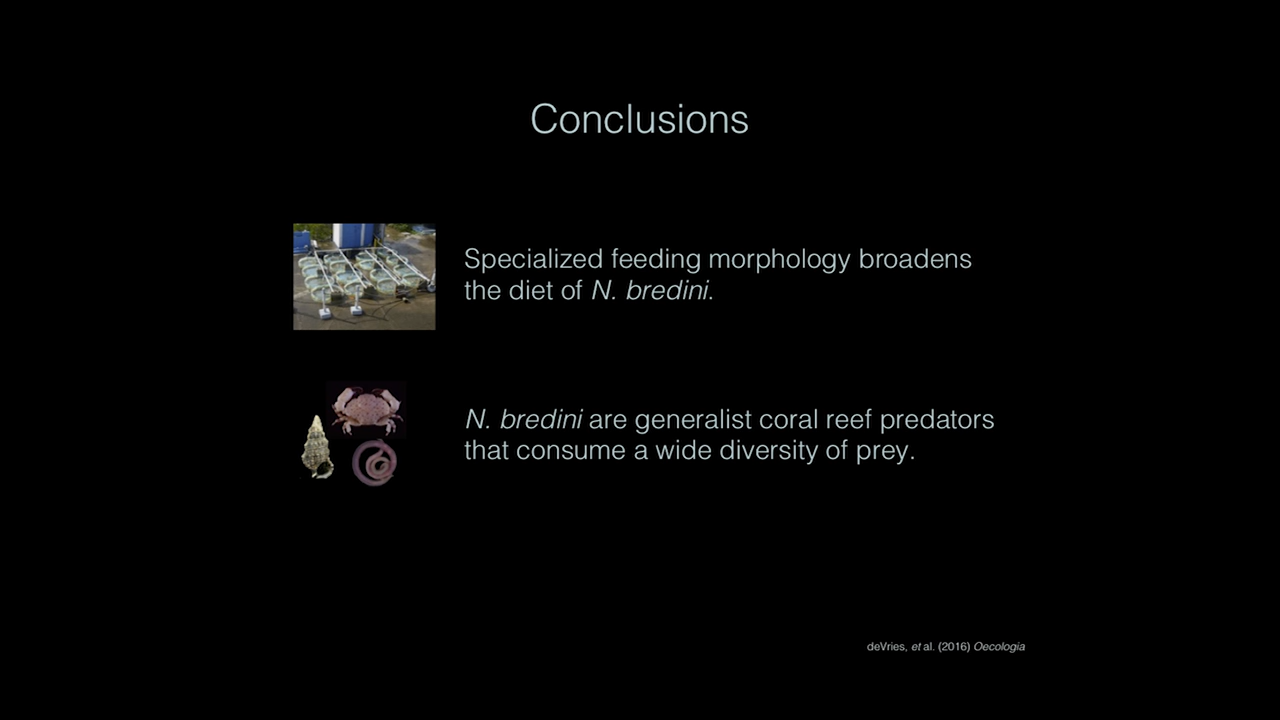 Conclusions
Specialized feeding morphology broadens
the diet of N. bredini.
N. bredini are generalist coral reef predators
that consume a wide diversity of prey.
deVries, et al. (2016) Oecologia